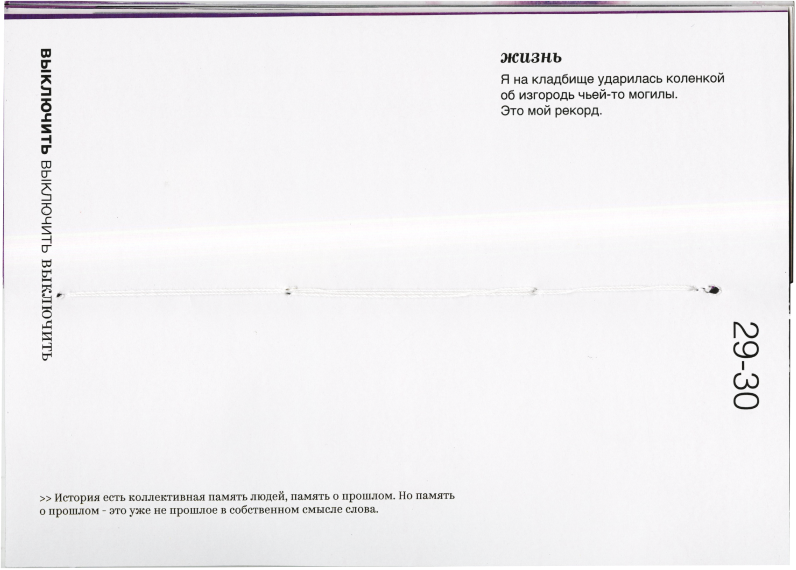 выключить выключить выключить
жизнь
Я на кладбище ударилась коленкой
об изгородь чьей-то могилы.
Это мой рекорд.
29-30
>> История есть коллективная память людей, память о прошлом. Но память
о прошлом - это уже не прошлое в собственном смысле слова.